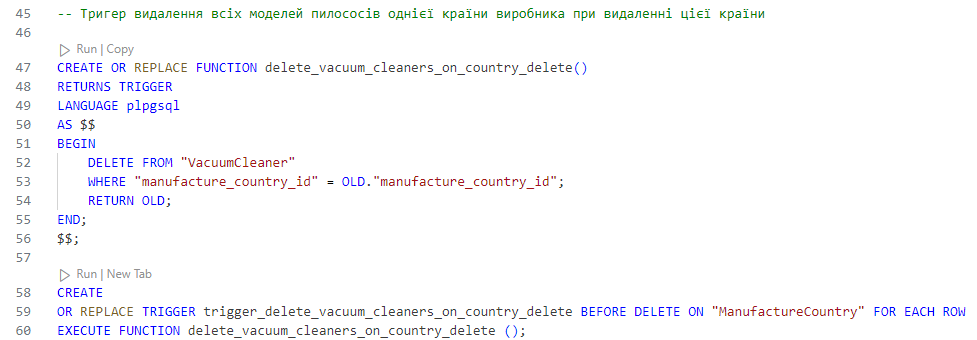 45 -- Тригер видалення всіх моделей пилососів однієї країни виробника при видаленні цієї країни
46
Run | Copy
47 CREATE OR REPLACE FUNCTION delete_vacuum_cleaners_on_country_delete()
48 RETURNS TRIGGER
49 LANGUAGE plpgsql
50 AS $$
51 BEGIN
52 DELETE FROM "VacuumCleaner"
53 WHERE "manufacture_country_id" = OLD."manufacture_country_id";
54 RETURN OLD;
55 END;
56 $$;
57
Run | New Tab
58 CREATE
59 OR REPLACE TRIGGER trigger_delete_vacuum_cleaners_on_country_delete BEFORE DELETE ON "ManufactureCountry" FOR EACH ROW
60 EXECUTE FUNCTION delete_vacuum_cleaners_on_country_delete ();